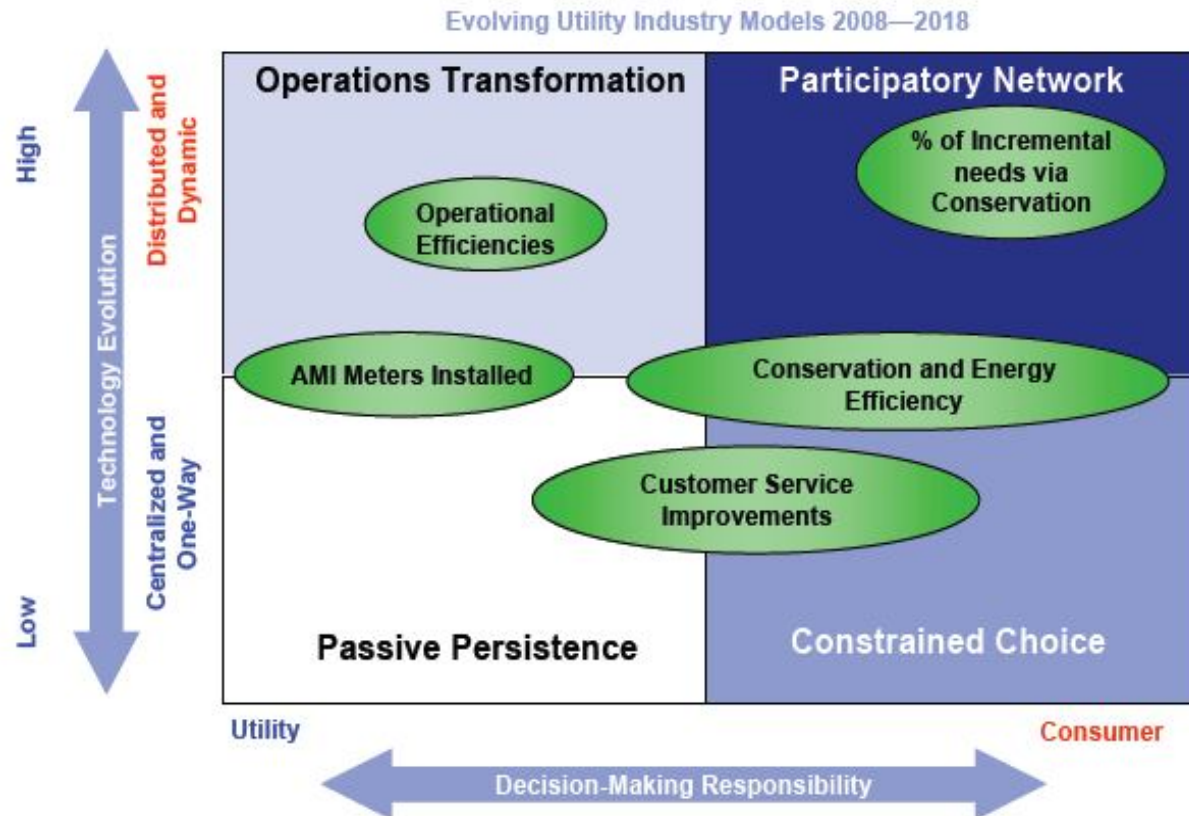 Evolving Utility Industry Models 2008—2018
High
Low
Technology Evolution
Distributed and
Dynamic
Centralized and
One-Way
Operations Transformation
Participatory Network
% of Incremental
needs via
Conservation
Operational
Efficiencies
AMI Meters Installed
Conservation and Energy
Efficiency
Customer Service
Improvements
Passive Persistence
Constrained Choice
Utility
Consumer
Decision-Making Responsibility